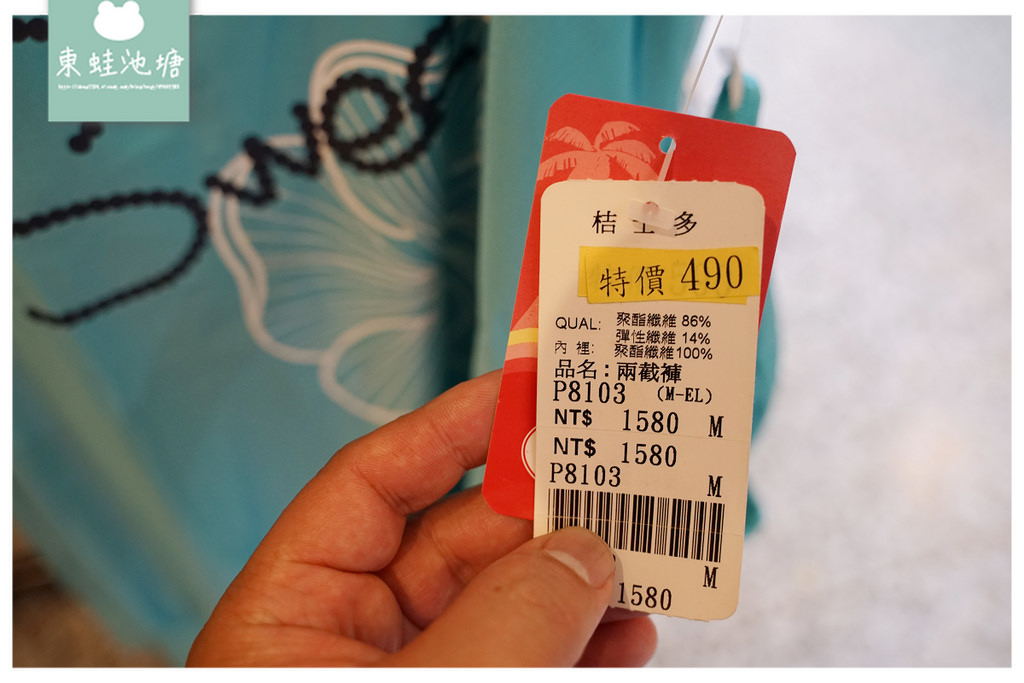 東蛙池塘
特價 490
QUAL: 聚酯纖維 86%
彈性纖維 14%
內 裡: 聚酯纖維100%
品名：兩截褲
P8103 (M-EL)
NT$ 1580 M
NT$ 1580
P8103 M
M
1580